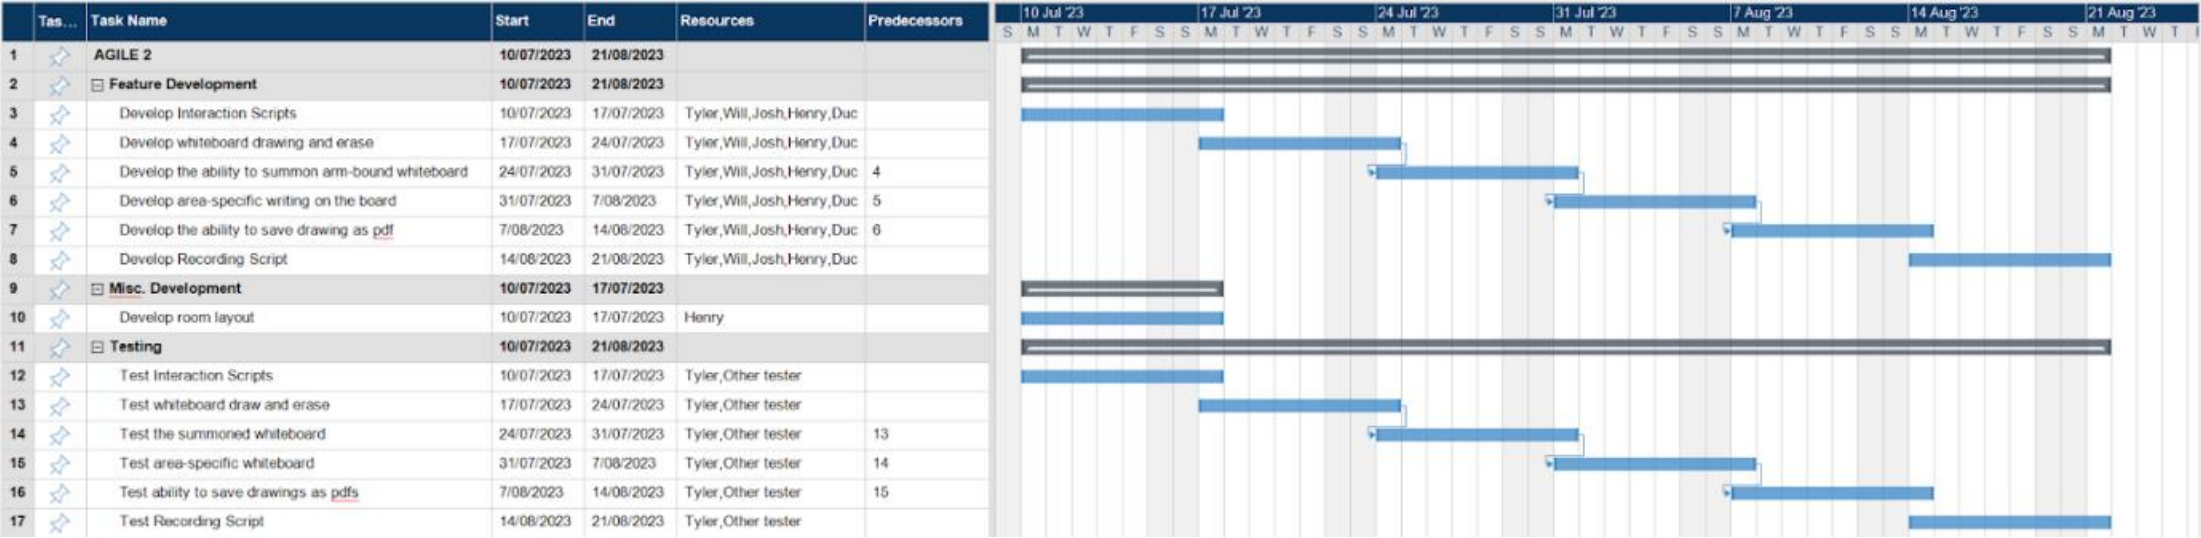 Tas... Task Name Start End Resources Predecessors 10 Jul '23 17 Jul '23 24 Jul '23 31 Jul '23 7 Aug '23 14 Aug '23 21 Aug '23
S M T W T F S S M T W T F S S M T W T F S S M T W T F S S M T W T F S S M T W T F S S M T W T
1 AGILE 2 10/07/2023 21/08/2023
2 Feature Development 10/07/2023 21/08/2023
3 Develop Interaction Scripts 10/07/2023 17/07/2023 Tyler,Will,Josh,Henry,Duc
4 Develop whiteboard drawing and erase 17/07/2023 24/07/2023 Tyler,Will,Josh,Henry,Duc
5 Develop the ability to summon arm-bound whiteboard 24/07/2023 31/07/2023 Tyler,Will,Josh,Henry,Duc 4
6 Develop area-specific writing on the board 31/07/2023 7/08/2023 Tyler,Will,Josh,Henry,Duc 5
7 Develop the ability to save drawing as pdf 7/08/2023 14/08/2023 Tyler,Will,Josh,Henry,Duc 6
8 Develop Recording Script 14/08/2023 21/08/2023 Tyler,Will,Josh,Henry,Duc
9 Misc. Development 10/07/2023 17/07/2023
10 Develop room layout 10/07/2023 17/07/2023 Henry
11 Testing 10/07/2023 21/08/2023
12 Test Interaction Scripts 10/07/2023 17/07/2023 Tyler,Other tester
13 Test whiteboard draw and erase 17/07/2023 24/07/2023 Tyler,Other tester
14 Test the summoned whiteboard 24/07/2023 31/07/2023 Tyler,Other tester 13
15 Test area-specific whiteboard 31/07/2023 7/08/2023 Tyler,Other tester 14
16 Test ability to save drawings as pdfs 7/08/2023 14/08/2023 Tyler,Other tester 15
17 Test Recording Script 14/08/2023 21/08/2023 Tyler,Other tester